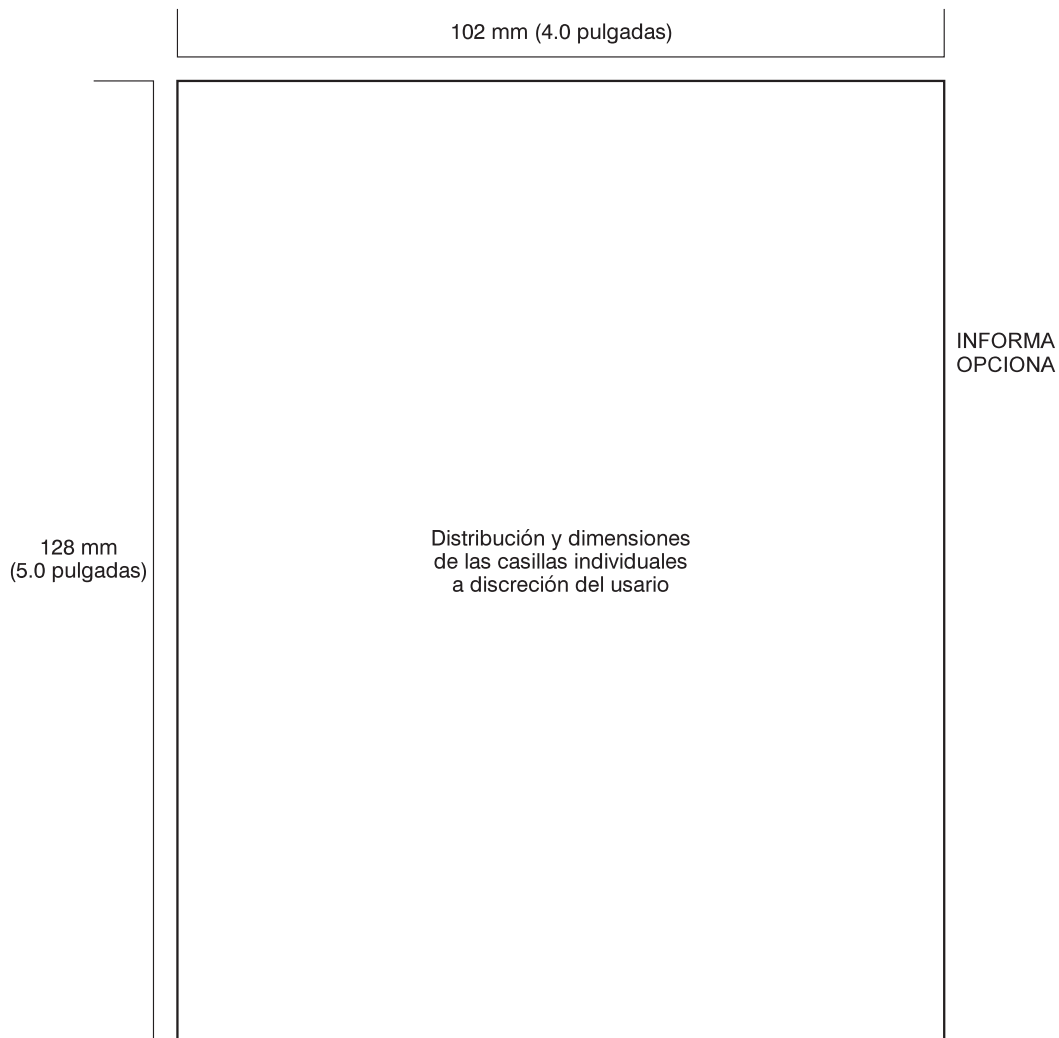 102 mm (4.0 pulgadas)
INFORMA
OPCIONA
128 mm
(5.0 pulgadas)
Distribución y dimensiones
de las casillas individuales
a discreción del usario